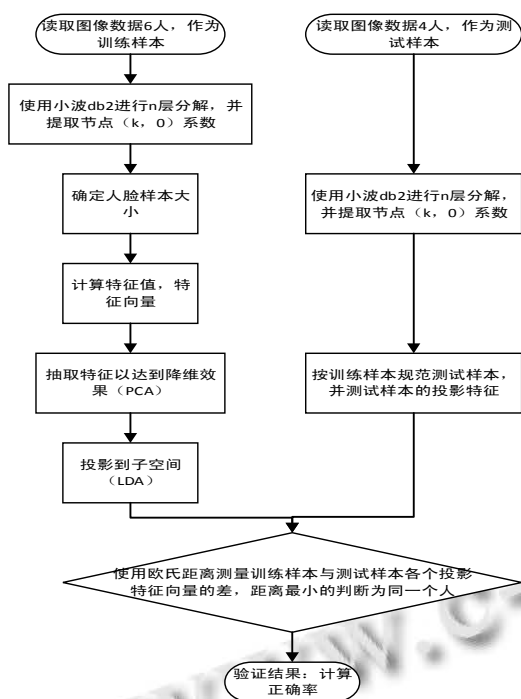 读取图像数据6人，作为
训练样本
使用小波db2进行n层分解，并
提取节点（k，0）系数
确定人脸样本大
小
计算特征值，特
征向量
抽取特征以达到降维效
果（PCA）
投影到子空间
（LDA）
读取图像数据4人，作为测
试样本
使用小波db2进行n层分解，
并提取节点（k，0）系数
按训练样本规范测试样本，
并测试样本的投影特征
使用欧氏距离测量训练样本与测试样本各个投影
特征向量的差，距离最小的判断为同一个人
验证结果：计算
正确率